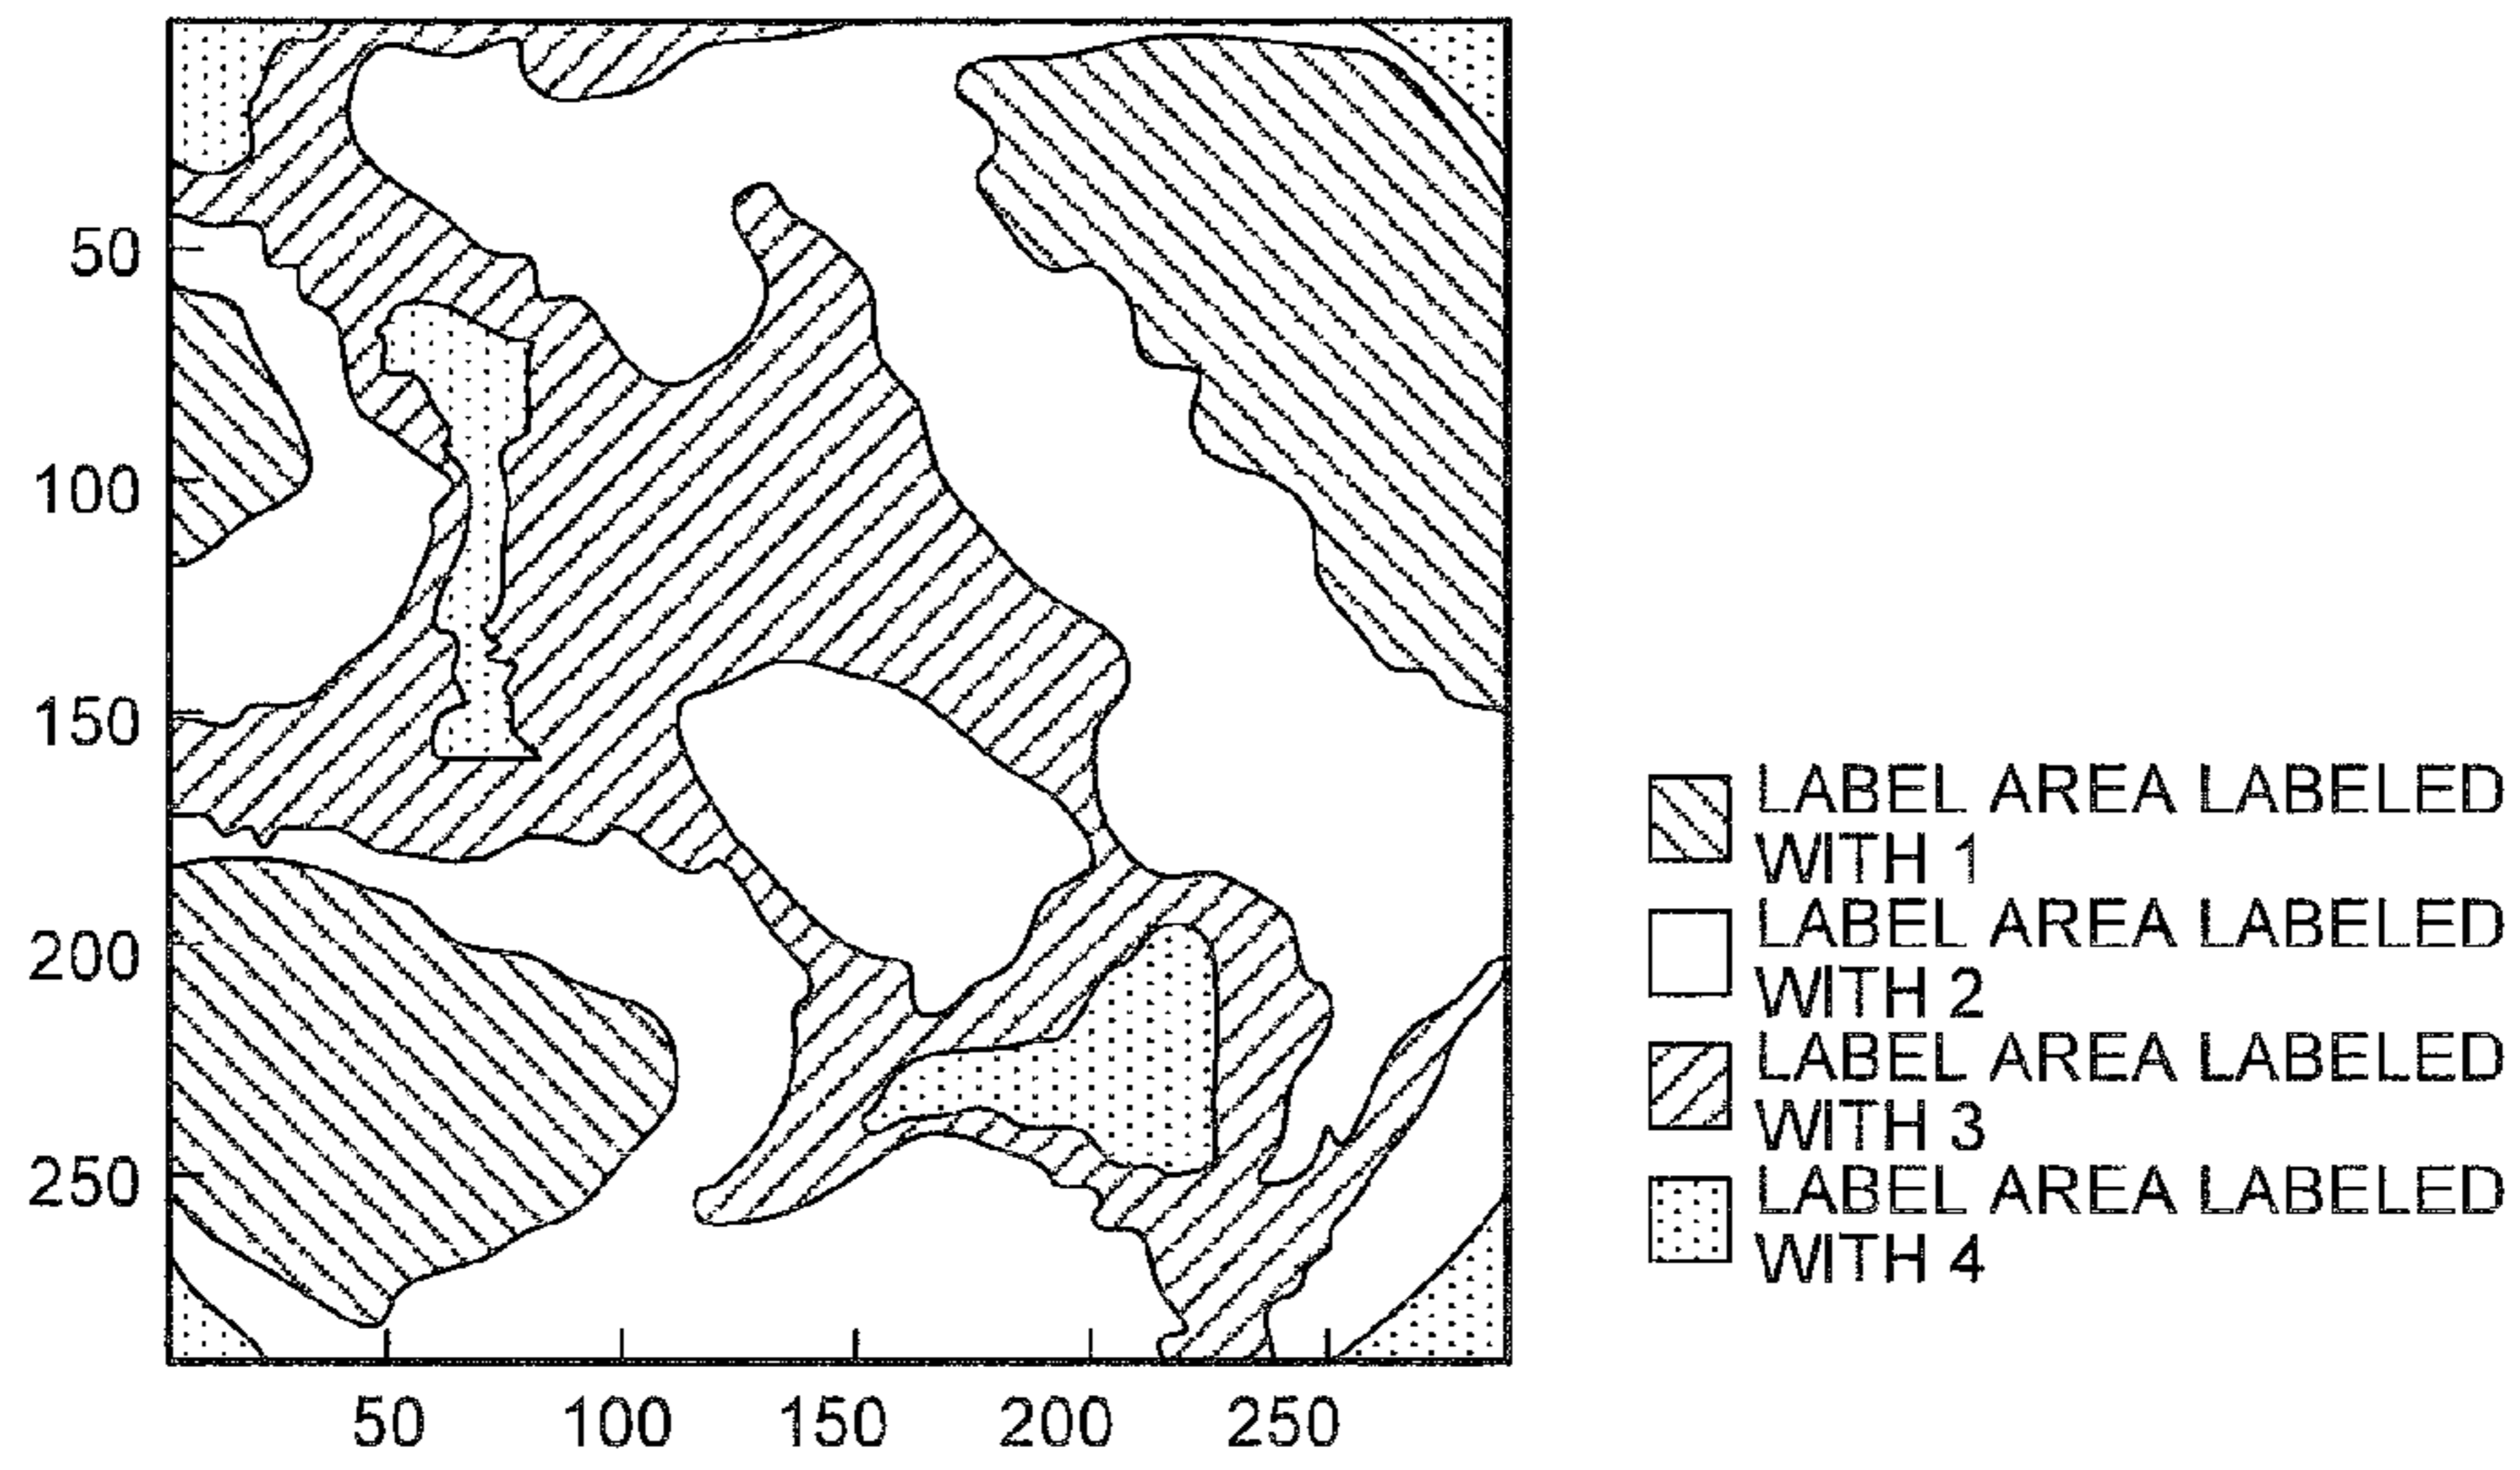 50
100
150
200
250
50 100 150 200 250
LABEL AREA LABELED
WITH 1
LABEL AREA LABELED
WITH 2
LABEL AREA LABELED
WITH 3
LABEL AREA LABELED
WITH 4